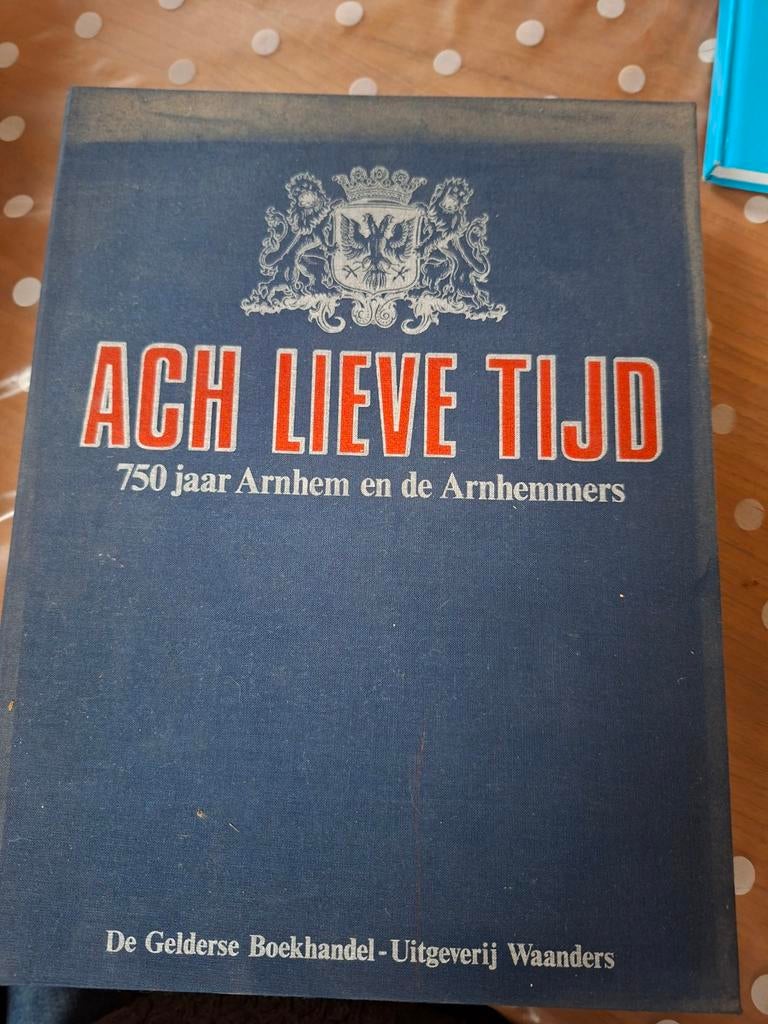 ACH LIEVE TIJD
750 jaar Arnhem en de Arnhemmers
De Gelderse Boekhandel-Uitgeverij Waanders